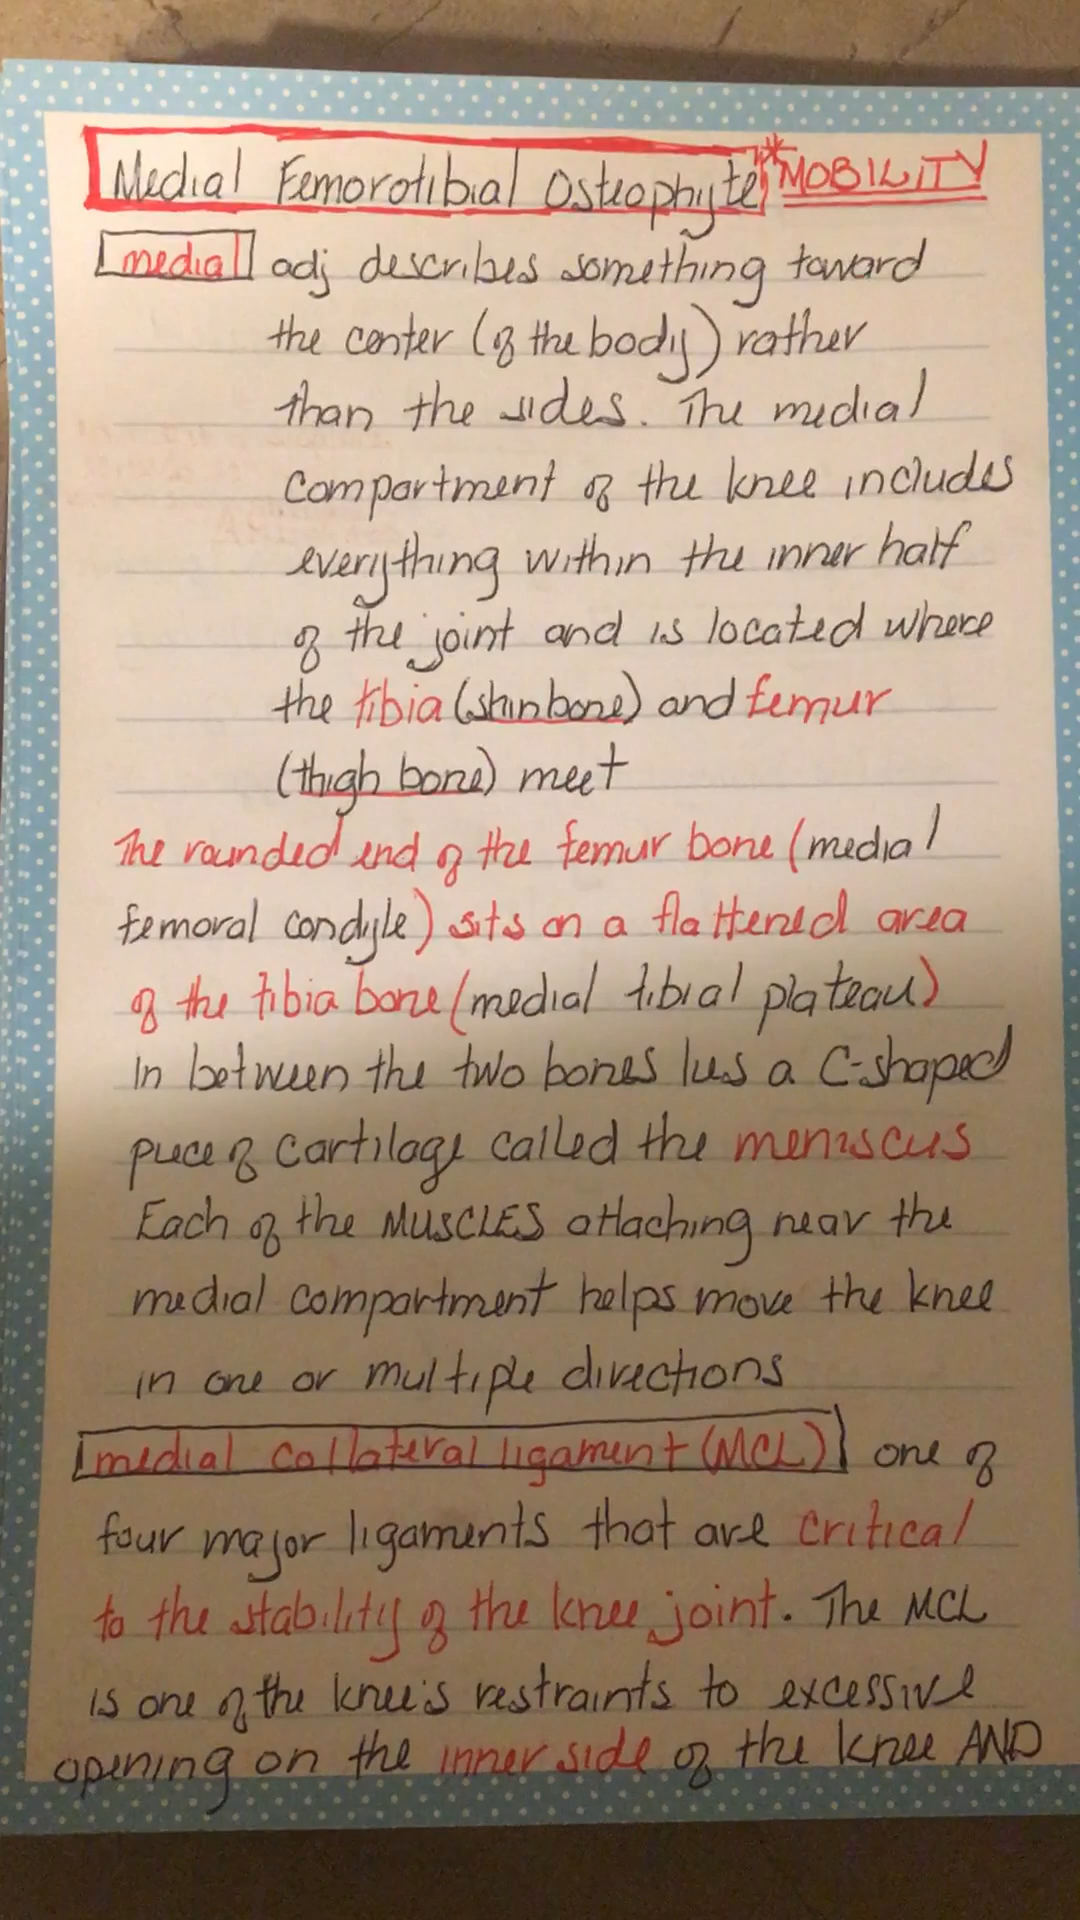 Medial Femorotibial Osteophyte *MOBILITY
medial adj describes something toward
the center (of the body) rather
than the sides. The medial
compartment of the knee includes
everything within the inner half
of the joint and is located where
the tibia (shinbone) and femur
(thigh bone) meet
The rounded end of the femur bone (medial
femoral condyle) sits on a flattened area
of the tibia bone (medial tibial plateau)
In between the two bones lies a C-shaped
piece of cartilage called the meniscus
Each of the MUSCLES attaching near the
medial compartment helps move the knee
in one or multiple directions
medial collateral ligament (MCL) one of
four major ligaments that are critical
to the stability of the knee joint. The MCL
is one of the knee's restraints to excessive
opening on the inner side of the knee AND